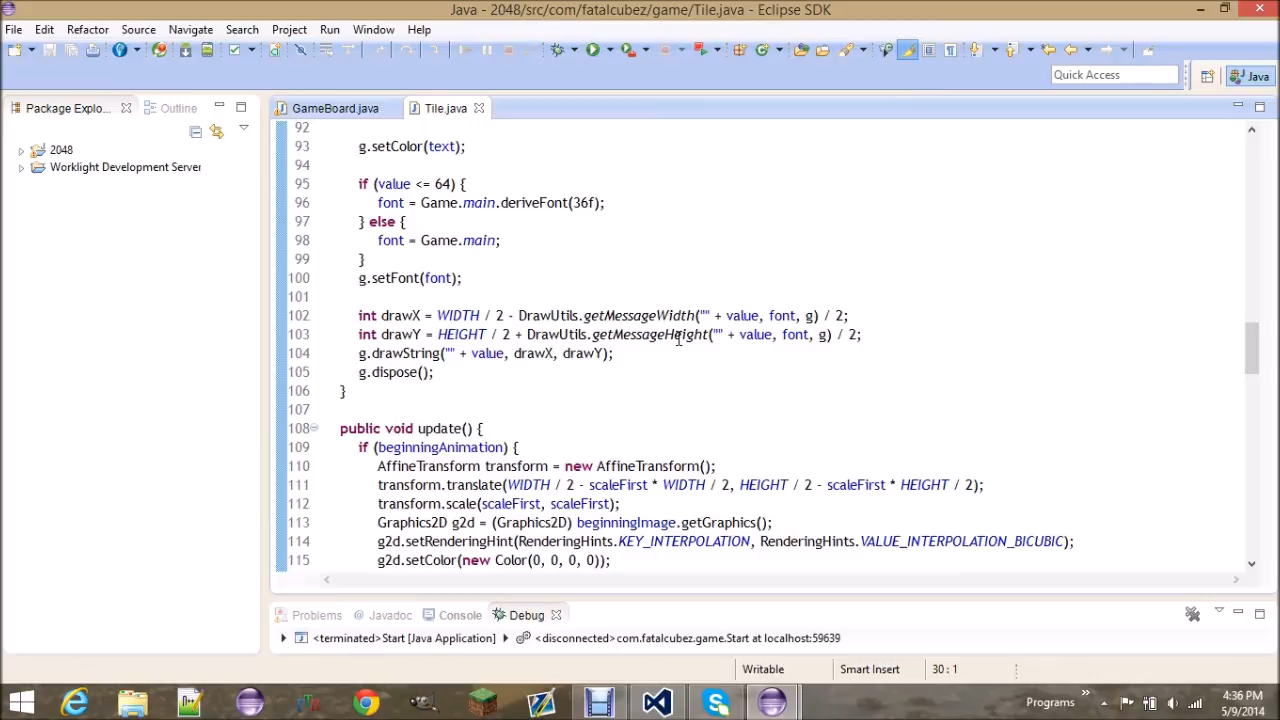 Java - 2048/src/com/fatalcubez/game/Tile.java - Eclipse SDK
File Edit Refactor Source Navigate Search Project Run Window Help
Quick Access
Java
Package Explo...
Outline
GameBoard.java
Tile.java
2048
Worklight Development Server
92
93 g.setColor(text);
94
95 if (value <= 64) {
96 font = Game.main.deriveFont(36f);
97 } else {
98 font = Game.main;
99 }
100 g.setFont(font);
101
102 int drawX = WIDTH / 2 - DrawUtils.getMessageWidth("" + value, font, g) / 2;
103 int drawY = HEIGHT / 2 + DrawUtils.getMessageHeight("" + value, font, g) / 2;
104 g.drawString("" + value, drawX, drawY);
105 g.dispose();
106 }
107
108 public void update() {
109 if (beginningAnimation) {
110 AffineTransform transform = new AffineTransform();
111 transform.translate(WIDTH / 2 - scaleFirst * WIDTH / 2, HEIGHT / 2 - scaleFirst * HEIGHT / 2);
112 transform.scale(scaleFirst, scaleFirst);
113 Graphics2D g2d = (Graphics2D) beginningImage.getGraphics();
114 g2d.setRenderingHint(RenderingHints.KEY_INTERPOLATION, RenderingHints.VALUE_INTERPOLATION_BICUBIC);
115 g2d.setColor(new Color(0, 0, 0, 0));
Problems @ Javadoc Console Debug
<terminated>Start [Java Application]
<disconnected>com.fatalcubez.game.Start at localhost:59639
Writable Smart Insert 30 : 1
Programs
4:36 PM
5/9/2014